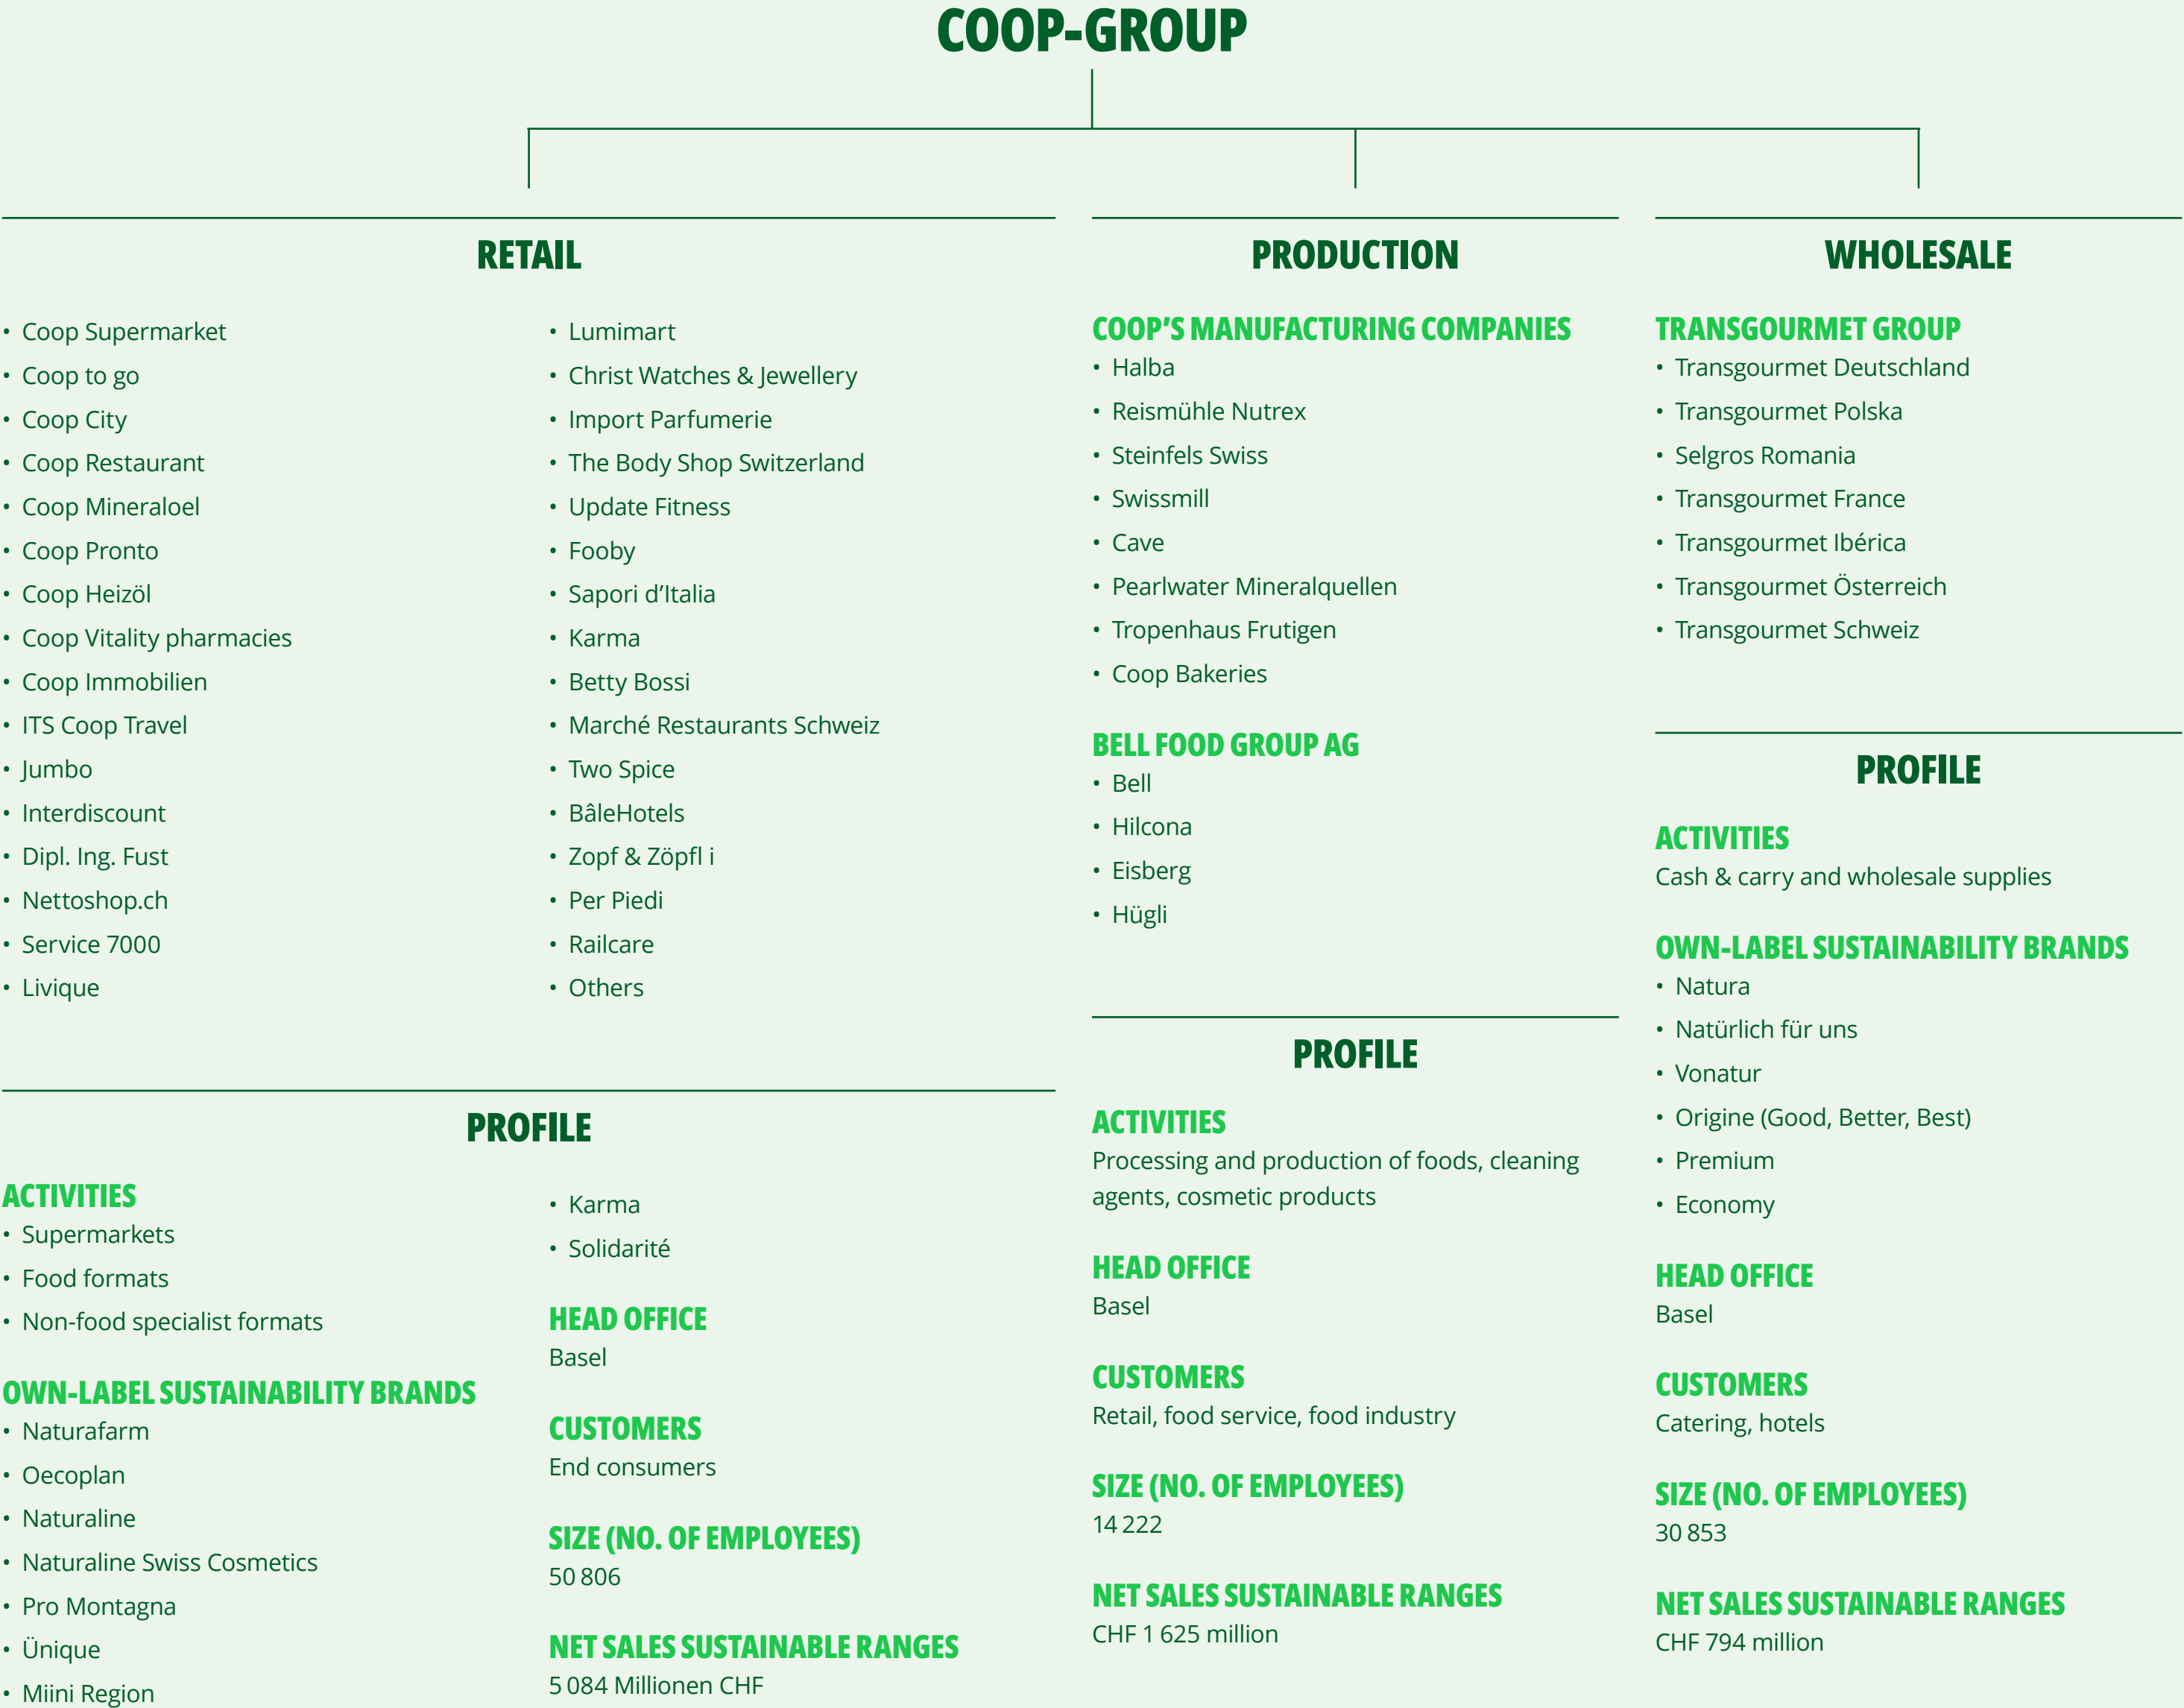 COOP-GROUP
RETAIL
• Coop Supermarket
• Coop to go
• Coop City
• Coop Restaurant
• Coop Mineraloel
• Coop Pronto
• Coop Heizöl
• Coop Vitality pharmacies
• Coop Immobilien
• ITS Coop Travel
• Jumbo
• Interdiscount
• Dipl. Ing. Fust
• Nettoshop.ch
• Service 7000
• Livique
• Lumimart
• Christ Watches & Jewellery
• Import Parfumerie
• The Body Shop Switzerland
• Update Fitness
• Fooby
• Sapori d’Italia
• Karma
• Betty Bossi
• Marché Restaurants Schweiz
• Two Spice
• BâleHotels
• Zopf & Zöpfl i
• Per Piedi
• Railcare
• Others
PROFILE
ACTIVITIES
• Supermarkets
• Food formats
• Non-food specialist formats
OWN-LABEL SUSTAINABILITY BRANDS
• Naturafarm
• Oecoplan
• Naturaline
• Naturaline Swiss Cosmetics
• Pro Montagna
• Ünique
• Miini Region
• Karma
• Solidarité
HEAD OFFICE
Basel
CUSTOMERS
End consumers
SIZE (NO. OF EMPLOYEES)
50 806
NET SALES SUSTAINABLE RANGES
5 084 Millionen CHF
PRODUCTION
COOP’S MANUFACTURING COMPANIES
• Halba
• Reismühle Nutrex
• Steinfels Swiss
• Swissmill
• Cave
• Pearlwater Mineralquellen
• Tropenhaus Frutigen
• Coop Bakeries
BELL FOOD GROUP AG
• Bell
• Hilcona
• Eisberg
• Hügli
PROFILE
ACTIVITIES
Processing and production of foods, cleaning
agents, cosmetic products
HEAD OFFICE
Basel
CUSTOMERS
Retail, food service, food industry
SIZE (NO. OF EMPLOYEES)
14 222
NET SALES SUSTAINABLE RANGES
CHF 1 625 million
WHOLESALE
TRANSGOURMET GROUP
• Transgourmet Deutschland
• Transgourmet Polska
• Selgros Romania
• Transgourmet France
• Transgourmet Ibérica
• Transgourmet Österreich
• Transgourmet Schweiz
PROFILE
ACTIVITIES
Cash & carry and wholesale supplies
OWN-LABEL SUSTAINABILITY BRANDS
• Natura
• Natürlich für uns
• Vonatur
• Origine (Good, Better, Best)
• Premium
• Economy
HEAD OFFICE
Basel
CUSTOMERS
Catering, hotels
SIZE (NO. OF EMPLOYEES)
30 853
NET SALES SUSTAINABLE RANGES
CHF 794 million